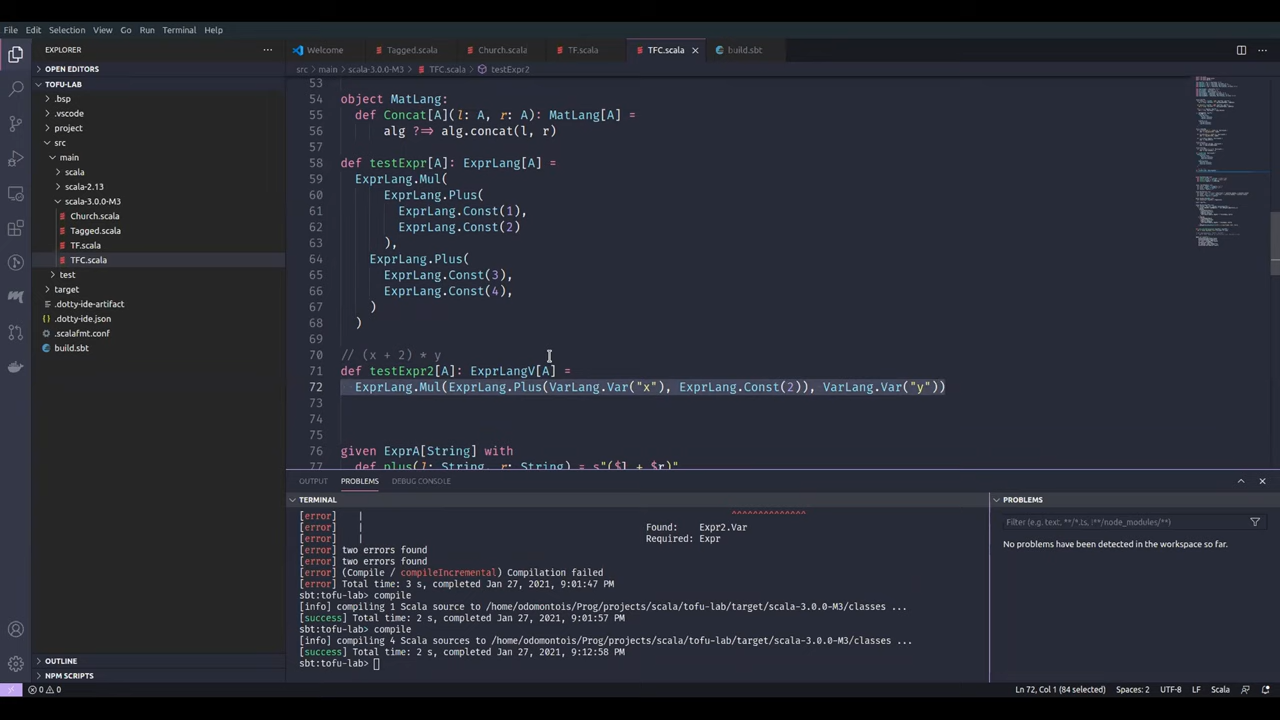 File Edit Selection View Go Run Terminal Help
EXPLORER ···
OPEN EDITORS
TOFU-LAB
.bsp
.vscode
project
src
main
scala
scala-2.13
scala-3.0.0-M3
Church.scala
Tagged.scala
TF.scala
TFC.scala
test
target
.dotty-ide-artifact
.dotty-ide.json
.scalafmt.conf
build.sbt
OUTLINE
NPM SCRIPTS
Welcome Tagged.scala Church.scala TF.scala TFC.scala build.sbt
src > main > scala-3.0.0-M3 > TFC.scala > testExpr2
53
54 object MatLang:
55 def Concat[A](l: A, r: A): MatLang[A] =
56 alg ?=> alg.concat(l, r)
57
58 def testExpr[A]: ExprLang[A] =
59 ExprLang.Mul(
60 ExprLang.Plus(
61 ExprLang.Const(1),
62 ExprLang.Const(2)
63 ),
64 ExprLang.Plus(
65 ExprLang.Const(3),
66 ExprLang.Const(4),
67 )
68 )
69
70 // (x + 2) * y
71 def testExpr2[A]: ExprLangV[A] =
72 ExprLang.Mul(ExprLang.Plus(VarLang.Var("x"), ExprLang.Const(2)), VarLang.Var("y"))
73
74
75
76 given ExprA[String] with
77 def plus(l: String, r: String) = s"($l + $r)"
OUTPUT PROBLEMS DEBUG CONSOLE
TERMINAL
[error] | ^^^^^^^^^^^^^^
[error] | Found: Expr2.Var
[error] | Required: Expr
[error] two errors found
[error] two errors found
[error] (Compile / compileIncremental) Compilation failed
[error] Total time: 3 s, completed Jan 27, 2021, 9:01:47 PM
sbt:tofu-lab> compile
[info] compiling 1 Scala source to /home/odomontois/Prog/projects/scala/tofu-lab/target/scala-3.0.0-M3/classes ...
[success] Total time: 2 s, completed Jan 27, 2021, 9:01:57 PM
sbt:tofu-lab> compile
[info] compiling 4 Scala sources to /home/odomontois/Prog/projects/scala/tofu-lab/target/scala-3.0.0-M3/classes ...
[success] Total time: 2 s, completed Jan 27, 2021, 9:12:58 PM
sbt:tofu-lab>
PROBLEMS
Filter (e.g. text, **/*.ts, !**/node_modules/**)
No problems have been detected in the workspace so far.
0 0
Ln 72, Col 1 (84 selected) Spaces: 2 UTF-8 LF Scala